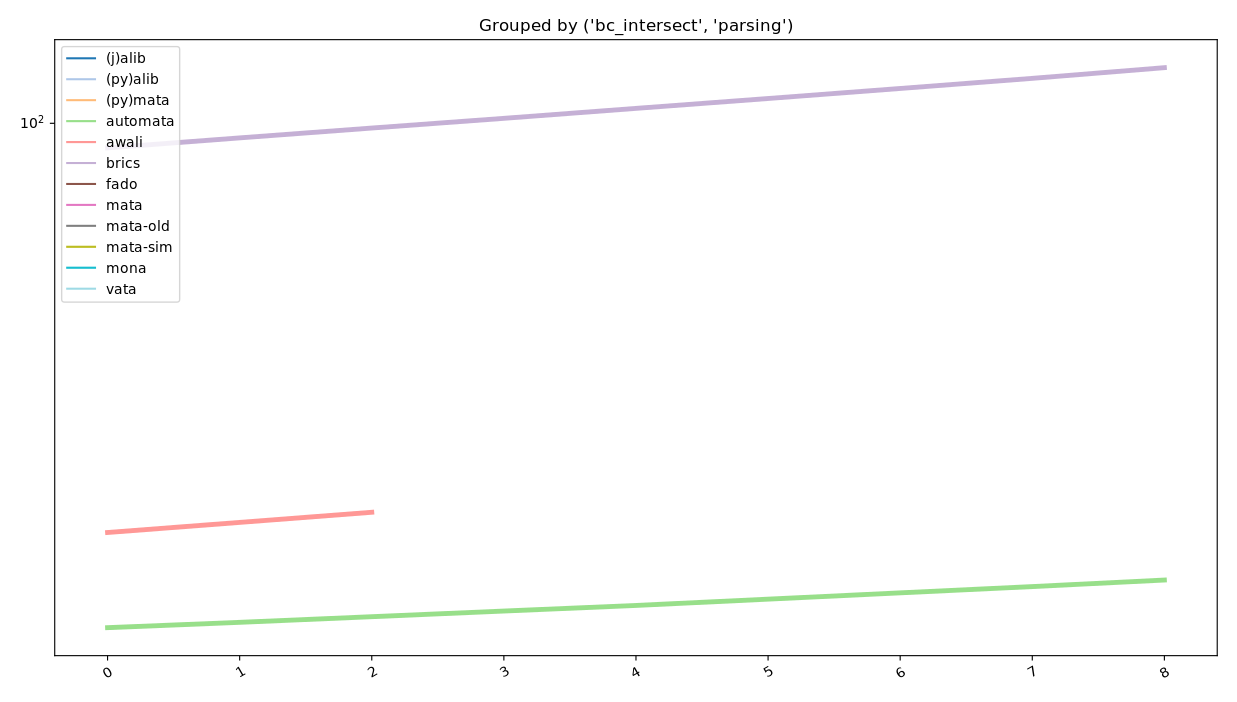 Grouped by ('bc_intersect', 'parsing')
10²
(j)alib
(py)alib
(py)mata
automata
awali
brics
fado
mata
mata-old
mata-sim
mona
vata
0 1 2 3 4 5 6 7 8